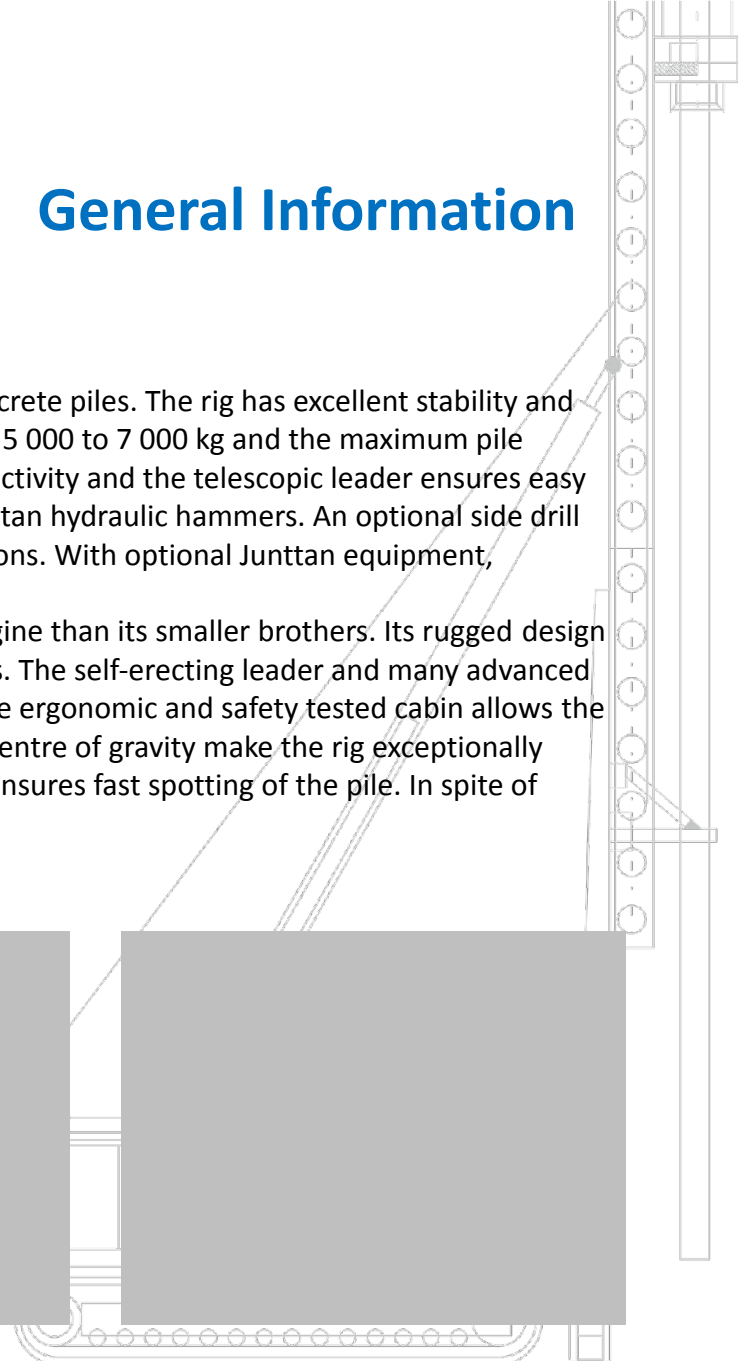 General Information
crete piles. The rig has excellent stability and
5 000 to 7 000 kg and the maximum pile
ctivity and the telescopic leader ensures easy
tan hydraulic hammers. An optional side drill
ons. With optional Junttan equipment,
gine than its smaller brothers. Its rugged design
s. The self-erecting leader and many advanced
e ergonomic and safety tested cabin allows the
entre of gravity make the rig exceptionally
nsures fast spotting of the pile. In spite of